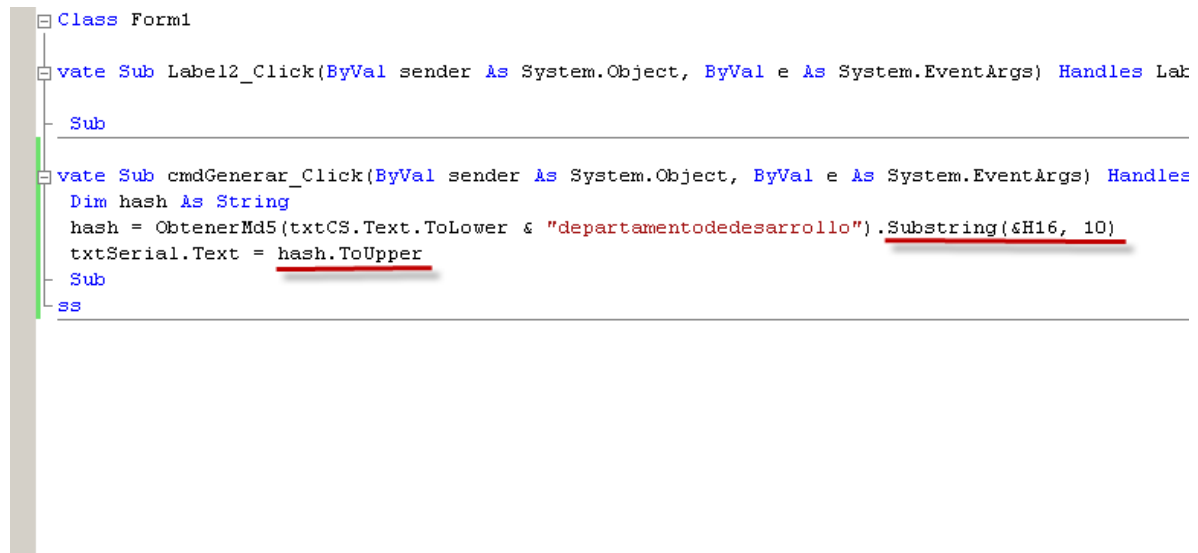 Class Form1
vate Sub Label2_Click(ByVal sender As System.Object, ByVal e As System.EventArgs) Handles Lab
Sub
vate Sub cmdGenerar_Click(ByVal sender As System.Object, ByVal e As System.EventArgs) Handles
Dim hash As String
hash = ObtenerMd5(txtCS.Text.ToLower & "departamentodedesarrollo").Substring(&H16, 10)
txtSerial.Text = hash.ToUpper
Sub
ss